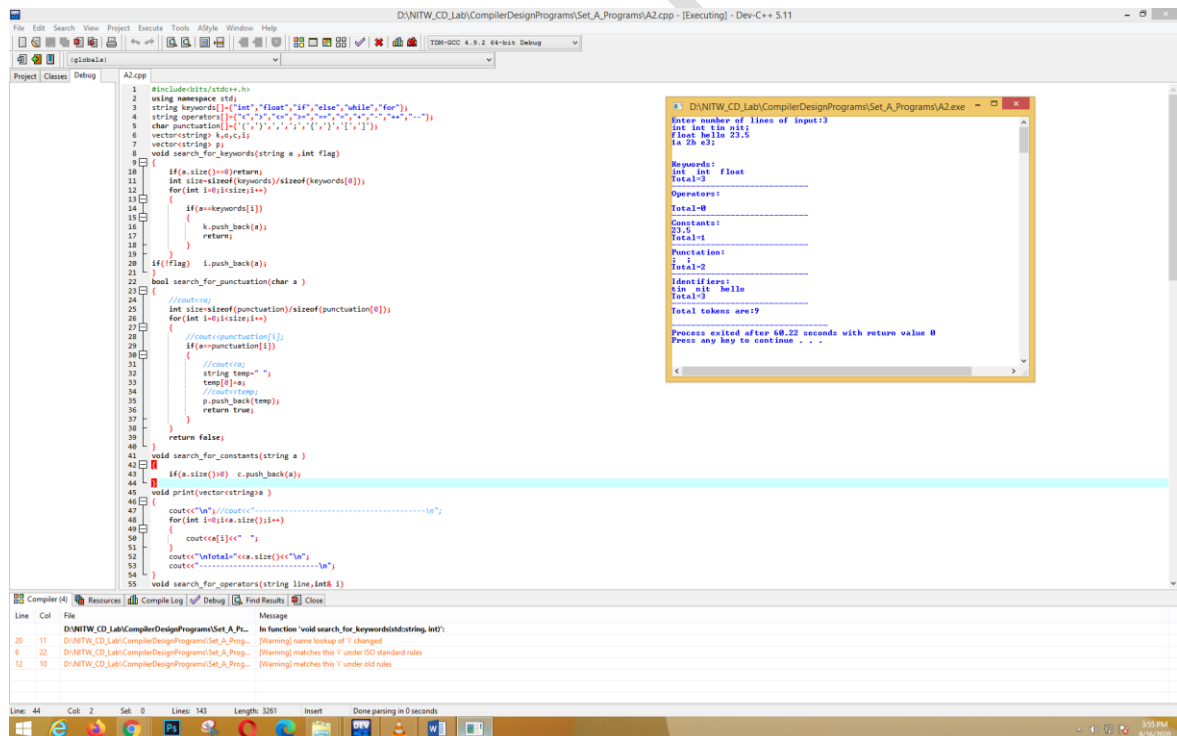 D:\NITW_CD_Lab\CompilerDesignPrograms\Set_A_Programs\A2.cpp - [Executing] - Dev-C++ 5.11
File Edit Search View Project Execute Tools AStyle Window Help
TDM-GCC 4.9.2 64-bit Debug
(globals)
Project Classes Debug
A2.cpp
1 #include<bits/stdc++.h>
2 using namespace std;
3 string keywords[]={"int","float","if","else","while","for"};
4 string operators[]={"<",">","<=",">=","==","=","+","-","++","--"};
5 char punctuation[]={'(',')',',',';','{','}','[',']'};
6 vector<string> k,o,c,i;
7 vector<string> p;
8 void search_for_keywords(string a ,int flag)
9 {
10 if(a.size()==0)return;
11 int size=sizeof(keywords)/sizeof(keywords[0]);
12 for(int i=0;i<size;i++)
13 {
14 if(a==keywords[i])
15 {
16 k.push_back(a);
17 return;
18 }
19 }
20 if(!flag) i.push_back(a);
21 }
22 bool search_for_punctuation(char a )
23 {
24 //cout<<a;
25 int size=sizeof(punctuation)/sizeof(punctuation[0]);
26 for(int i=0;i<size;i++)
27 {
28 //cout<<punctuation[i];
29 if(a==punctuation[i])
30 {
31 //cout<<a;
32 string temp=" ";
33 temp[0]=a;
34 //cout<<temp;
35 p.push_back(temp);
36 return true;
37 }
38 }
39 return false;
40 }
41 void search_for_constants(string a )
42 {
43 if(a.size()>0) c.push_back(a);
44 }
45 void print(vector<string>a )
46 {
47 cout<<"\n";//cout<<"----------------------------------------\n";
48 for(int i=0;i<a.size();i++)
49 {
50 cout<<a[i]<<" ";
51 }
52 cout<<"\nTotal="<<a.size()<<"\n";
53 cout<<"----------------------------\n";
54 }
55 void search_for_operators(string line,int& i)
D:\NITW_CD_Lab\CompilerDesignPrograms\Set_A_Programs\A2.exe
Enter number of lines of input:3
int int tin nit;
float hello 23.5
1a 2b e3;
Keywords:
int int float
Total=3
----------------------------
Operators:
Total=0
----------------------------
Constants:
23.5
Total=1
----------------------------
Punctation:
; ;
Total=2
----------------------------
Identifiers:
tin nit hello
Total=3
----------------------------
Total tokens are:9
--------------------------------
Process exited after 60.22 seconds with return value 0
Press any key to continue . . .
Compiler (4) Resources Compile Log Debug Find Results Close
Line Col File Message
D:\NITW_CD_Lab\CompilerDesignPrograms\Set_A_Pr... In function 'void search_for_keywords(std::string, int)':
20 11 D:\NITW_CD_Lab\CompilerDesignPrograms\Set_A_Prog... [Warning] name lookup of 'i' changed
6 22 D:\NITW_CD_Lab\CompilerDesignPrograms\Set_A_Prog... [Warning] matches this 'i' under ISO standard rules
12 10 D:\NITW_CD_Lab\CompilerDesignPrograms\Set_A_Prog... [Warning] matches this 'i' under old rules
Line: 44 Col: 2 Sel: 0 Lines: 143 Length: 3261 Insert Done parsing in 0 seconds
3:55 PM
8/16/2020